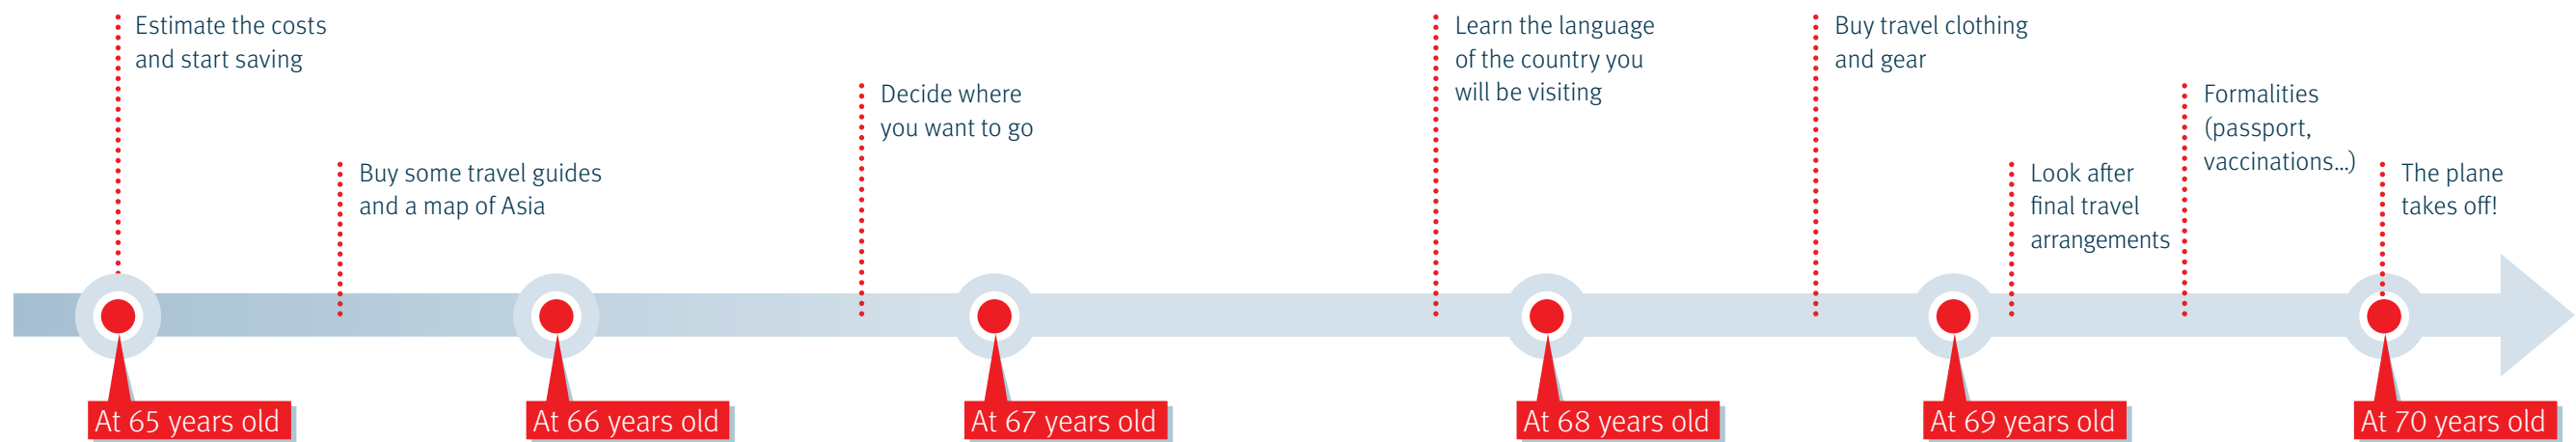 Estimate the costs
and start saving
Buy some travel guides
and a map of Asia
Decide where
you want to go
Learn the language
of the country you
will be visiting
Buy travel clothing
and gear
Look after
final travel
arrangements
Formalities
(passport,
vaccinations...)
The plane
takes off!
At 65 years old
At 66 years old
At 67 years old
At 68 years old
At 69 years old
At 70 years old